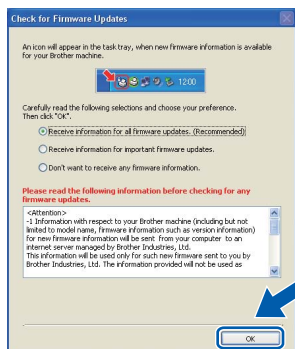 Check for Firmware Updates
An icon will appear in the task tray, when new firmware information is available
for your Brother machine.
12:00
Carefully read the following selections and choose your preference.
Then click "OK".
Receive information for all firmware updates. (Recommended)
Receive information for important firmware updates.
Don't want to receive any firmware information.
Please read the following information before checking for any
firmware updates.
<Attention>
-1 Information with respect to your Brother machine (including but not
limited to model name, firmware information such as version information)
for new firmware information will be sent from your computer to an
internet server managed by Brother Industries, Ltd.
This information will be used only for such new firmware sent to you by
Brother Industries, Ltd. The information provided will not be used as
OK